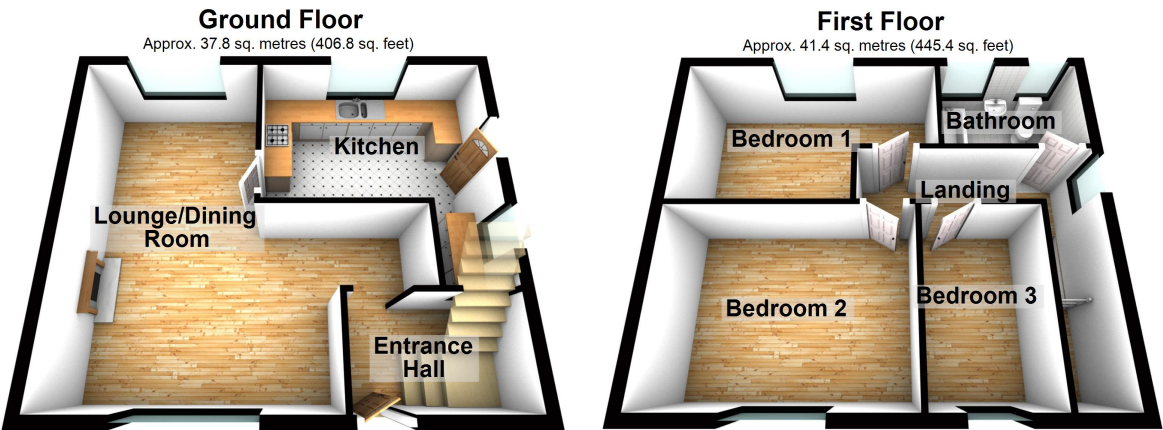 Ground Floor
Approx. 37.8 sq. metres (406.8 sq. feet)
Kitchen
Lounge/Dining
Room
Entrance
Hall
First Floor
Approx. 41.4 sq. metres (445.4 sq. feet)
Bedroom 1
Bathroom
Landing
Bedroom 2
Bedroom 3